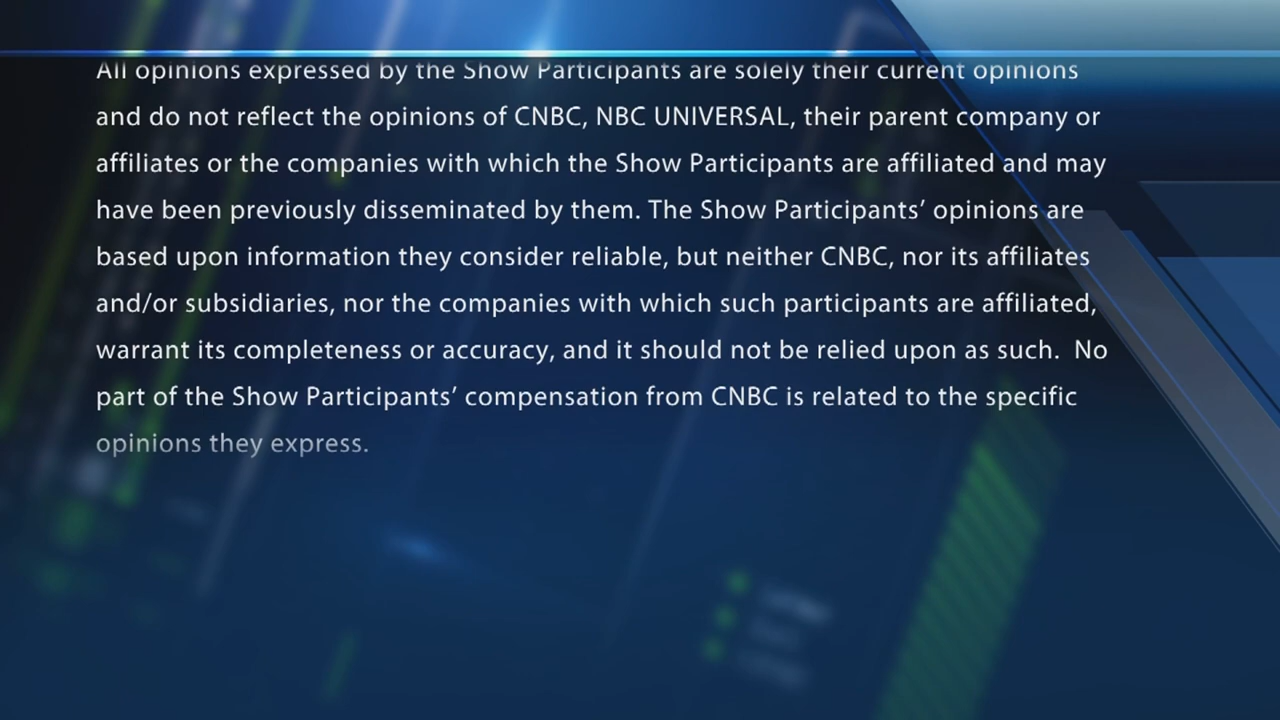 All opinions expressed by the Show Participants are solely their current opinions
and do not reflect the opinions of CNBC, NBC UNIVERSAL, their parent company or
affiliates or the companies with which the Show Participants are affiliated and may
have been previously disseminated by them. The Show Participants’ opinions are
based upon information they consider reliable, but neither CNBC, nor its affiliates
and/or subsidiaries, nor the companies with which such participants are affiliated,
warrant its completeness or accuracy, and it should not be relied upon as such.  No
part of the Show Participants’ compensation from CNBC is related to the specific
opinions they express.